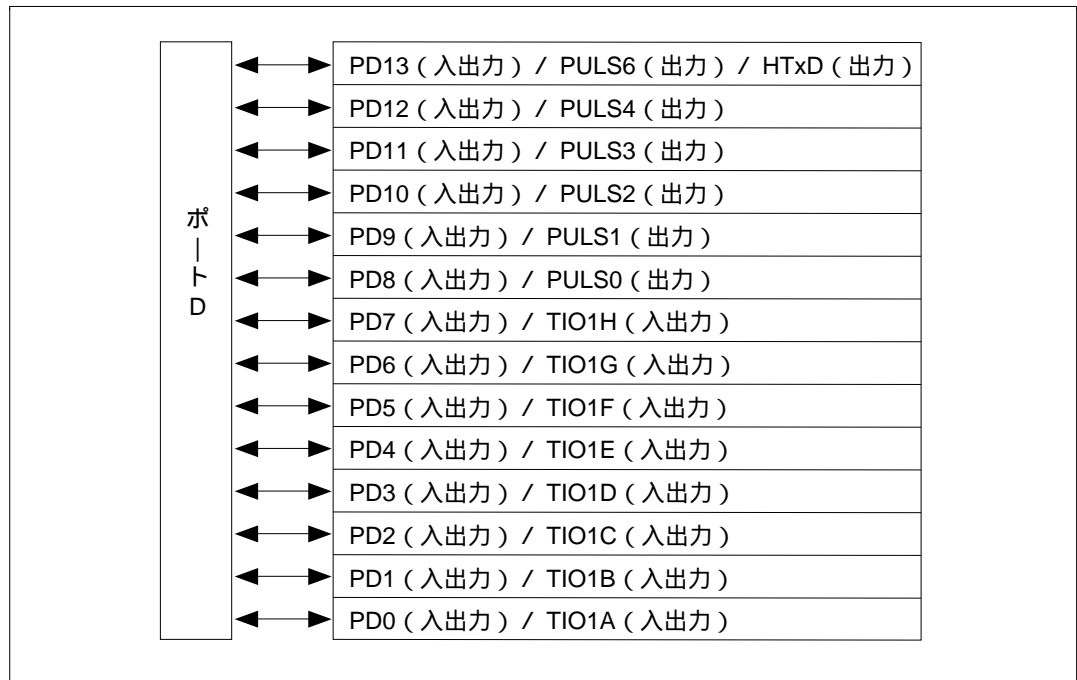 ポートD
PD13（入出力）/ PULS6（出力）/ HTxD（出力）
PD12（入出力）/ PULS4（出力）
PD11（入出力）/ PULS3（出力）
PD10（入出力）/ PULS2（出力）
PD9（入出力）/ PULS1（出力）
PD8（入出力）/ PULS0（出力）
PD7（入出力）/ TIO1H（入出力）
PD6（入出力）/ TIO1G（入出力）
PD5（入出力）/ TIO1F（入出力）
PD4（入出力）/ TIO1E（入出力）
PD3（入出力）/ TIO1D（入出力）
PD2（入出力）/ TIO1C（入出力）
PD1（入出力）/ TIO1B（入出力）
PD0（入出力）/ TIO1A（入出力）